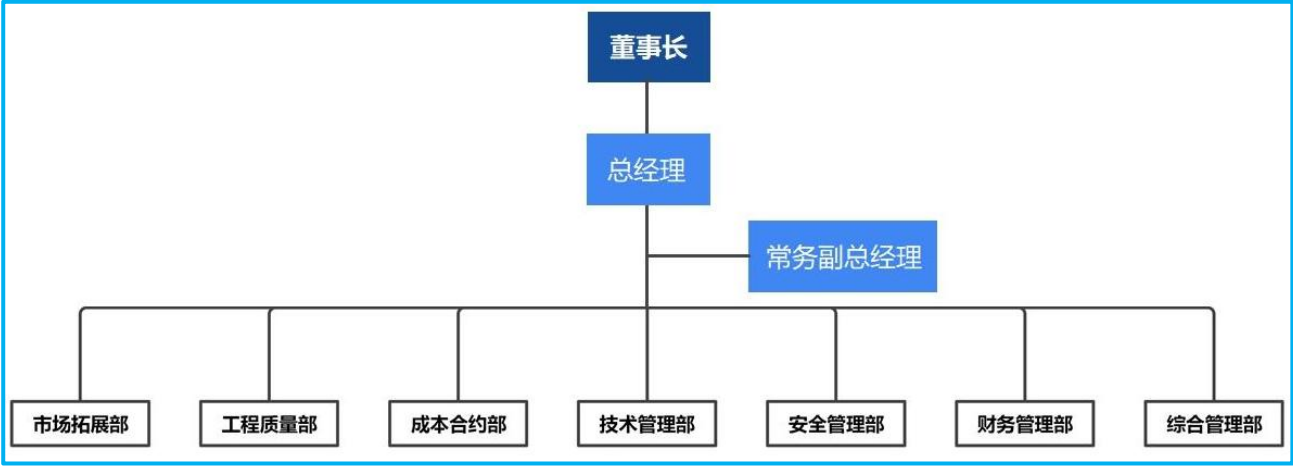 董事长
总经理
常务副总经理
市场拓展部
工程质量部
成本合约部
技术管理部
安全管理部
财务管理部
综合管理部